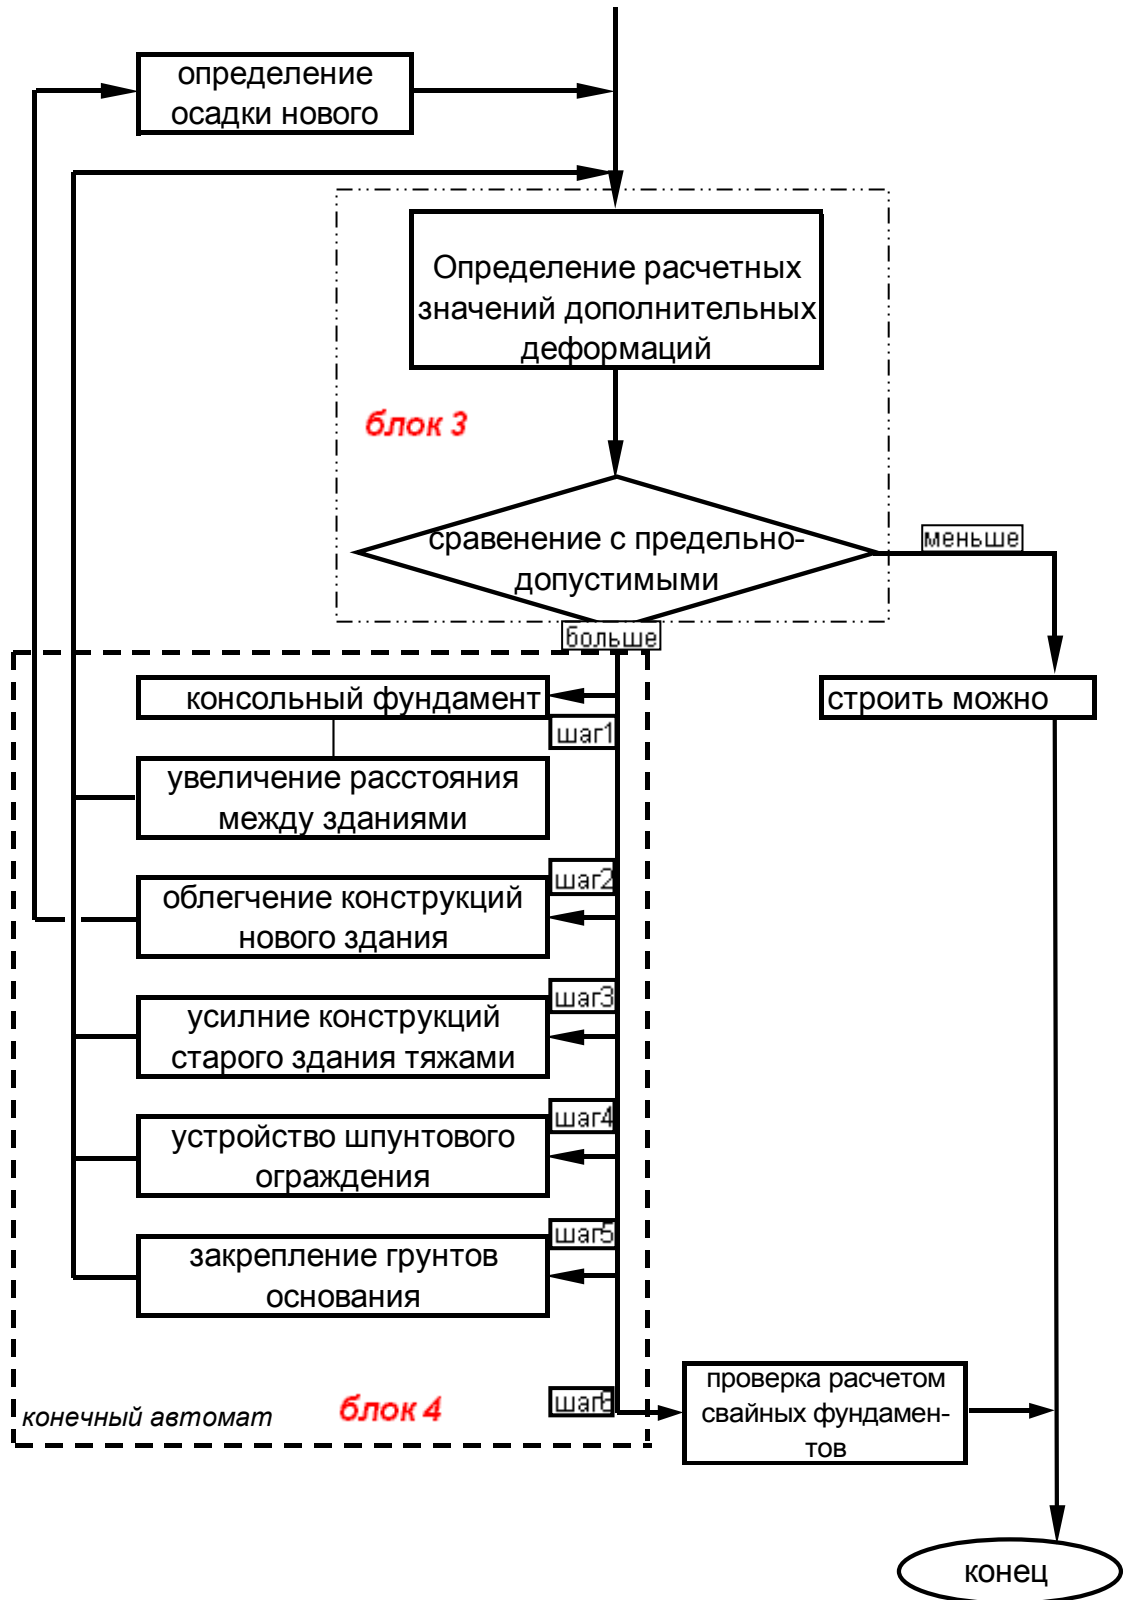 определение
осадки нового
Определение расчетных
значений дополнительных
деформаций
блок 3
сравенение с предельно-
допустимыми
меньше
больше
консольный фундамент
строить можно
шаг1
увеличение расстояния
между зданиями
шаг2
облегчение конструкций
нового здания
шаг3
усилние конструкций
старого здания тяжами
шаг4
устройство шпунтового
ограждения
шаг5
закрепление грунтов
основания
шаг6
проверка расчетом
свайных фундамен-
тов
конечный автомат
блок 4
конец